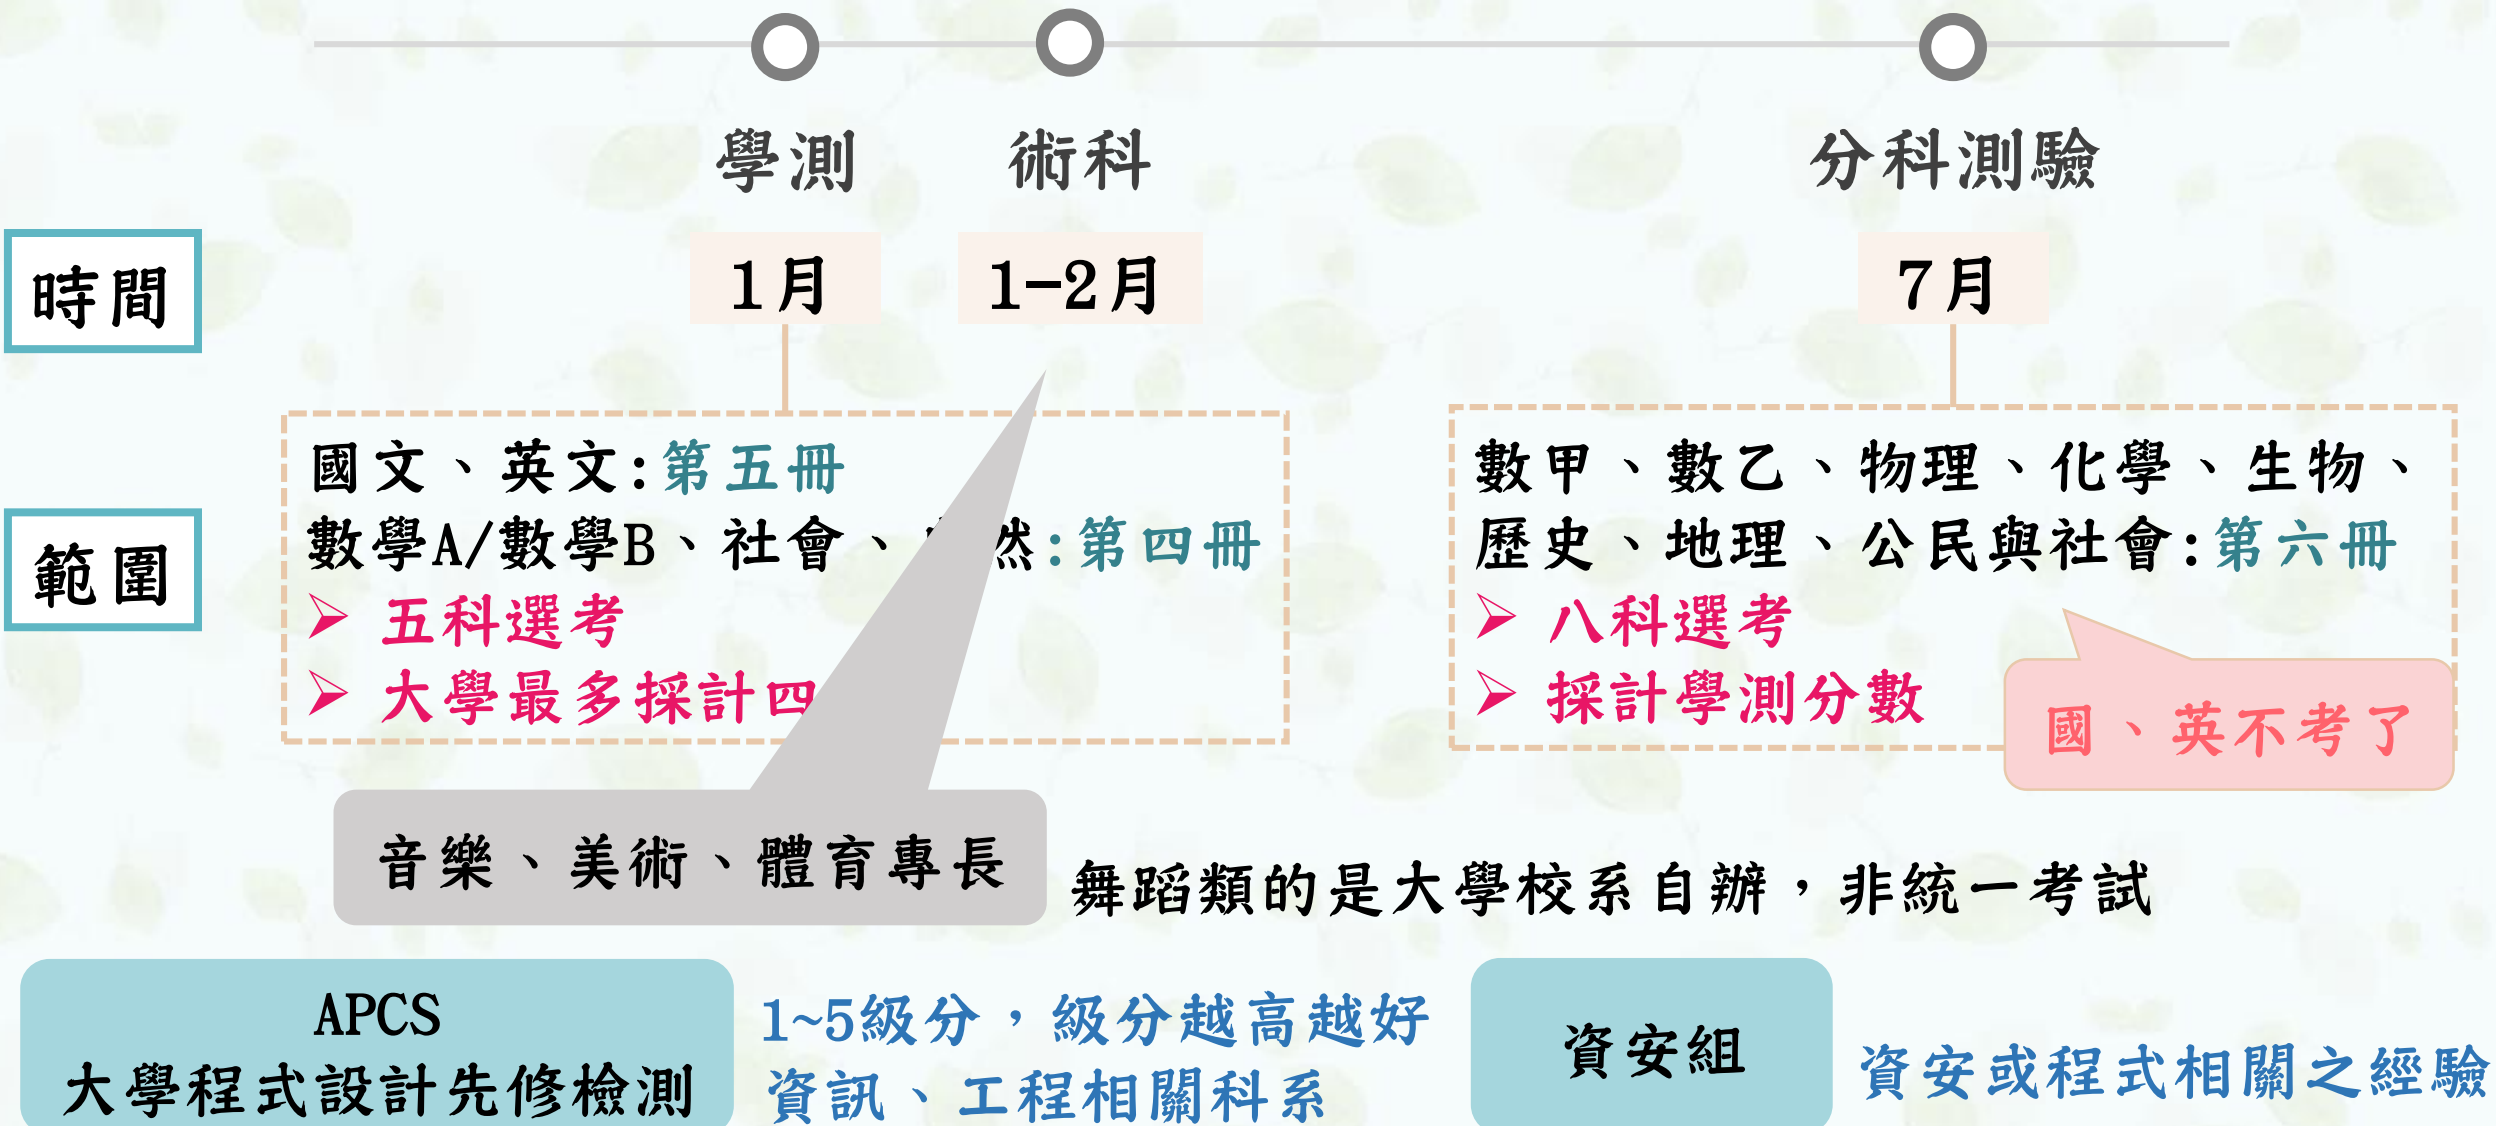 學測
術科
分科測驗
時間
1月
1-2月
7月
範圍
國文、英文:第五冊
數學A/數學B、社會、然:第四冊
➢ 五科選考
➢ 大學最多採計四
數甲、數乙、物理、化學、生物、
歷史、地理、公民與社會:第六冊
➢ 八科選考
➢ 採計學測分數
國、英不考了
音樂、美術、體育專長
舞蹈類的是大學校系自辦，非統一考試
APCS
大學程式設計先修檢測
1~5級分，級分越高越好
資訊、工程相關科系
資安組
資安或程式相關之經驗